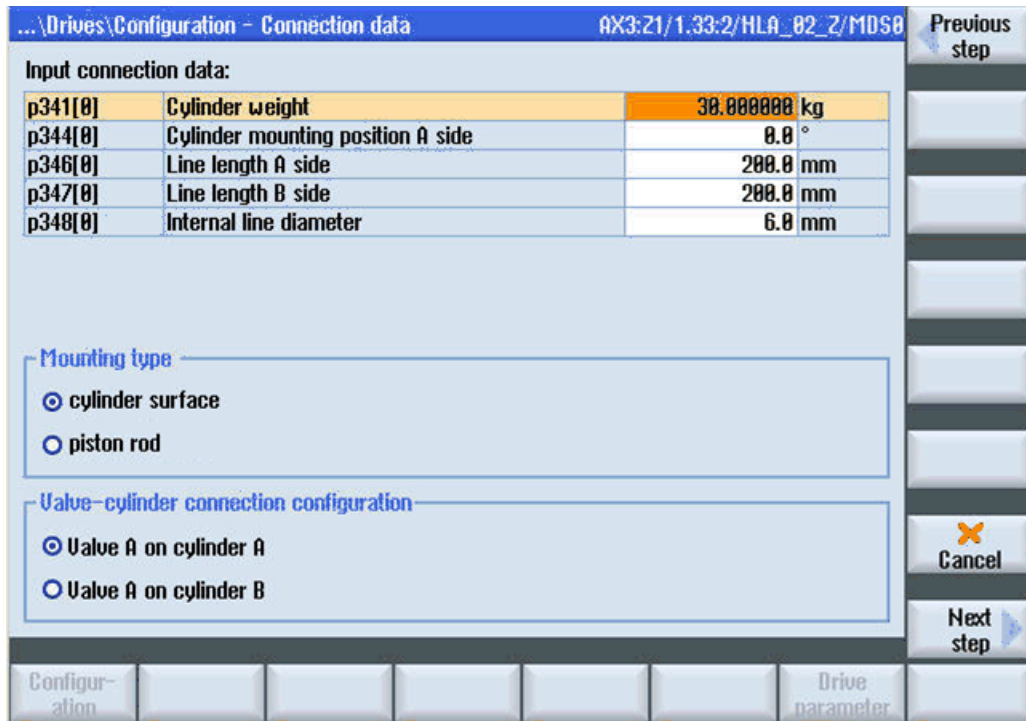 ...\Drives\Configuration - Connection data AX3:Z1/1.33:2/HLA_02_Z/MDS0
Previous
step
Input connection data:
p341[0] Cylinder weight 30.000000 kg
p344[0] Cylinder mounting position A side 0.0 °
p346[0] Line length A side 200.0 mm
p347[0] Line length B side 200.0 mm
p348[0] Internal line diameter 6.0 mm
Mounting type
cylinder surface
piston rod
Valve-cylinder connection configuration
Valve A on cylinder A
Valve A on cylinder B
Cancel
Next
step
Configur-
ation
Drive
parameter